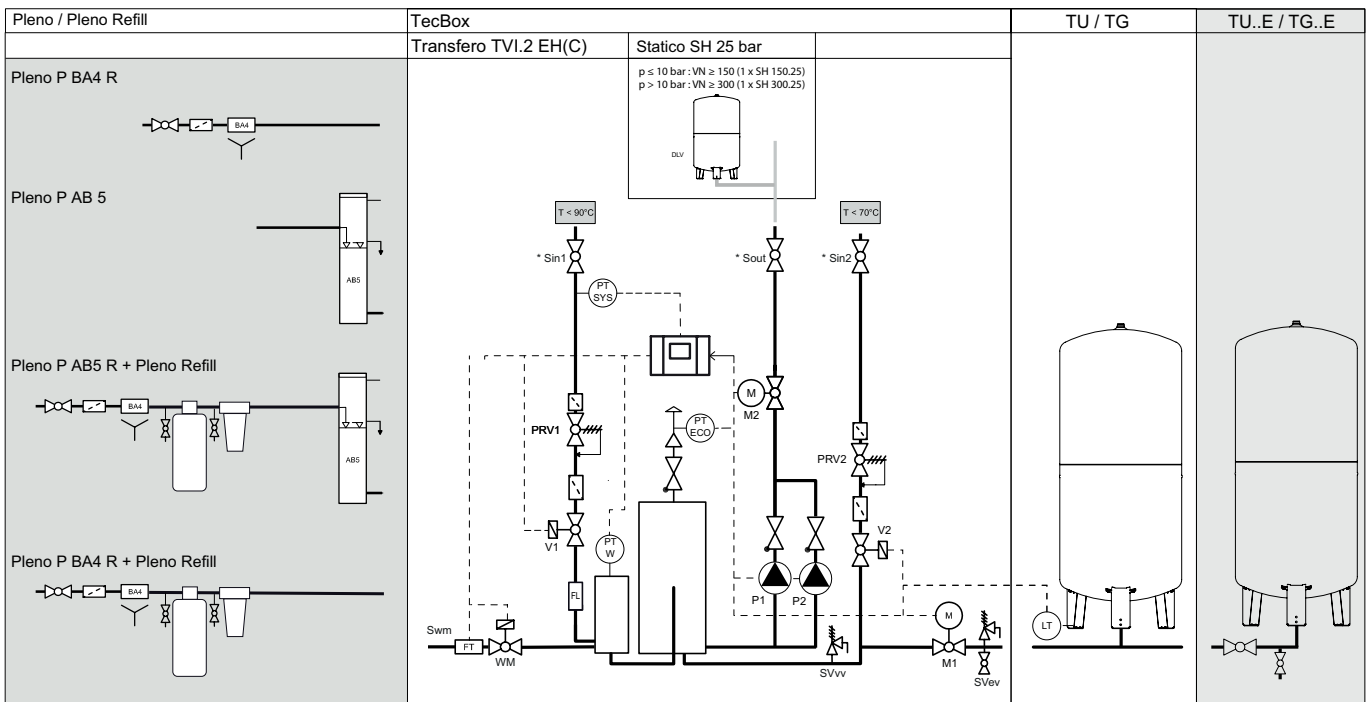 Pleno / Pleno Refill
TecBox
TU / TG
TU..E / TG..E
Transfero TVI.2 EH(C)
Statico SH 25 bar
p ≤ 10 bar : VN ≥ 150 (1 x SH 150.25)
p > 10 bar : VN ≥ 300 (1 x SH 300.25)
DLV
Pleno P BA4 R
BA4
Pleno P AB 5
AB5
Pleno P AB5 R + Pleno Refill
BA4
AB5
Pleno P BA4 R + Pleno Refill
BA4
T < 90°C
T < 70°C
* Sin1
* Sout
* Sin2
PT
SYS
M
M2
PT
ECO
PRV1
PRV2
V1
V2
PT
W
FL
P1
P2
Swm
FT
WM
SVvv
M
M1
SVev
LT